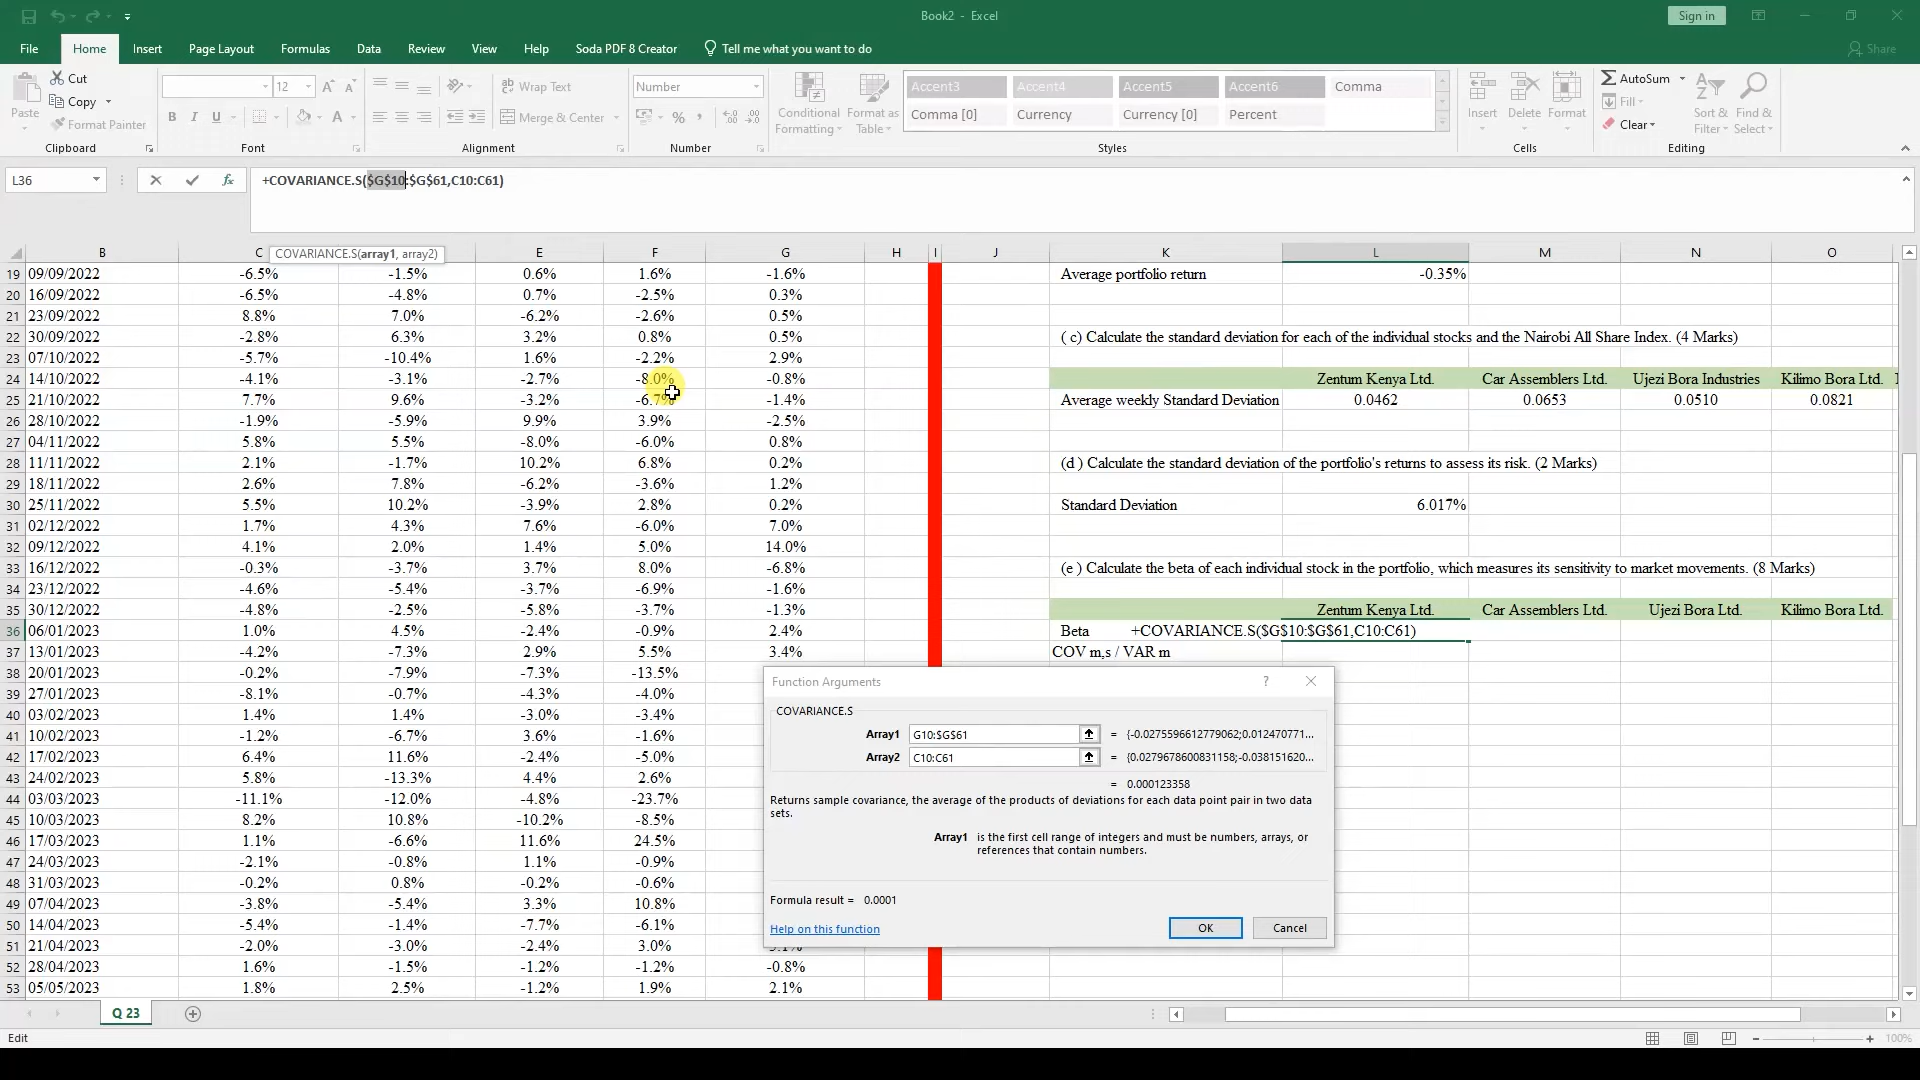 Book2 - Excel
Sign in
File Home Insert Page Layout Formulas Data Review View Help Soda PDF 8 Creator Tell me what you want to do Share
Paste
Cut
Copy
Format Painter
12
Wrap Text
Merge & Center
Number
Conditional Formatting
Format as Table
Accent3 Accent4 Accent5 Accent6 Comma
Comma [0] Currency Currency [0] Percent
Insert Delete Format
AutoSum
Fill
Clear
Sort & Filter
Find & Select
Clipboard Font Alignment Number Styles Cells Editing
L36 fx +COVARIANCE.S($G$10:$G$61,C10:C61)
COVARIANCE.S(array1, array2)
B C E F G H I J K L M N O
19 09/09/2022 -6.5% -1.5% 0.6% 1.6% -1.6% Average portfolio return -0.35%
20 16/09/2022 -6.5% -4.8% 0.7% -2.5% 0.3%
21 23/09/2022 8.8% 7.0% -6.2% -2.6% 0.5%
22 30/09/2022 -2.8% 6.3% 3.2% 0.8% 0.5% ( c) Calculate the standard deviation for each of the individual stocks and the Nairobi All Share Index. (4 Marks)
23 07/10/2022 -5.7% -10.4% 1.6% -2.2% 2.9%
24 14/10/2022 -4.1% -3.1% -2.7% -8.0% -0.8% Zentum Kenya Ltd. Car Assemblers Ltd. Ujezi Bora Industries Kilimo Bora Ltd.
25 21/10/2022 7.7% 9.6% -3.2% -6.7% -1.4% Average weekly Standard Deviation 0.0462 0.0653 0.0510 0.0821
26 28/10/2022 -1.9% -5.9% 9.9% 3.9% -2.5%
27 04/11/2022 5.8% 5.5% -8.0% -6.0% 0.8%
28 11/11/2022 2.1% -1.7% 10.2% 6.8% 0.2% (d ) Calculate the standard deviation of the portfolio's returns to assess its risk. (2 Marks)
29 18/11/2022 2.6% 7.8% -6.2% -3.6% 1.2%
30 25/11/2022 5.5% 10.2% -3.9% 2.8% 0.2% Standard Deviation 6.017%
31 02/12/2022 1.7% 4.3% 7.6% -6.0% 7.0%
32 09/12/2022 4.1% 2.0% 1.4% 5.0% 14.0%
33 16/12/2022 -0.3% -3.7% 3.7% 8.0% -6.8% (e ) Calculate the beta of each individual stock in the portfolio, which measures its sensitivity to market movements. (8 Marks)
34 23/12/2022 -4.6% -5.4% -3.7% -6.9% -1.6%
35 30/12/2022 -4.8% -2.5% -5.8% -3.7% -1.3% Zentum Kenya Ltd. Car Assemblers Ltd. Ujezi Bora Ltd. Kilimo Bora Ltd.
36 06/01/2023 1.0% 4.5% -2.4% -0.9% 2.4% Beta +COVARIANCE.S($G$10:$G$61,C10:C61)
37 13/01/2023 -4.2% -7.3% 2.9% 5.5% 3.4% COV m,s / VAR m
38 20/01/2023 -0.2% -7.9% -7.3% -13.5%
39 27/01/2023 -8.1% -0.7% -4.3% -4.0%
40 03/02/2023 1.4% 1.4% -3.0% -3.4%
41 10/02/2023 -1.2% -6.7% 3.6% -1.6%
42 17/02/2023 6.4% 11.6% -2.4% -5.0%
43 24/02/2023 5.8% -13.3% 4.4% 2.6%
44 03/03/2023 -11.1% -12.0% -4.8% -23.7%
45 10/03/2023 8.2% 10.8% -10.2% -8.5%
46 17/03/2023 1.1% -6.6% 11.6% 24.5%
47 24/03/2023 -2.1% -0.8% 1.1% -0.9%
48 31/03/2023 -0.2% 0.8% -0.2% -0.6%
49 07/04/2023 -3.8% -5.4% 3.3% 10.8%
50 14/04/2023 -5.4% -1.4% -7.7% -6.1%
51 21/04/2023 -2.0% -3.0% -2.4% 3.0%
52 28/04/2023 1.6% -1.5% -1.2% -1.2% -0.8%
53 05/05/2023 1.8% 2.5% -1.2% 1.9% 2.1%
Function Arguments ?
COVARIANCE.S
Array1 G10:$G$61 = {-0.0275596612779062;0.012470771...
Array2 C10:C61 = {0.0279678600831158;-0.038151620...
= 0.000123358
Returns sample covariance, the average of the products of deviations for each data point pair in two data
sets.
Array1 is the first cell range of integers and must be numbers, arrays, or
references that contain numbers.
Formula result = 0.0001
Help on this function OK Cancel
Q 23
Edit 100%